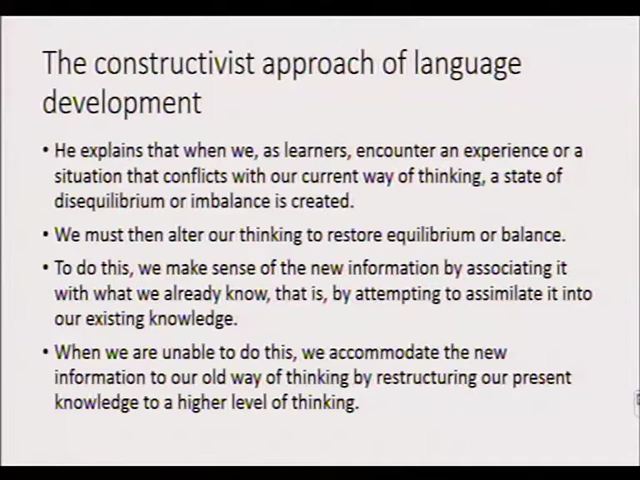 The constructivist approach of language
development
• He explains that when we, as learners, encounter an experience or a
situation that conflicts with our current way of thinking, a state of
disequilibrium or imbalance is created.
• We must then alter our thinking to restore equilibrium or balance.
• To do this, we make sense of the new information by associating it
with what we already know, that is, by attempting to assimilate it into
our existing knowledge.
• When we are unable to do this, we accommodate the new
information to our old way of thinking by restructuring our present
knowledge to a higher level of thinking.